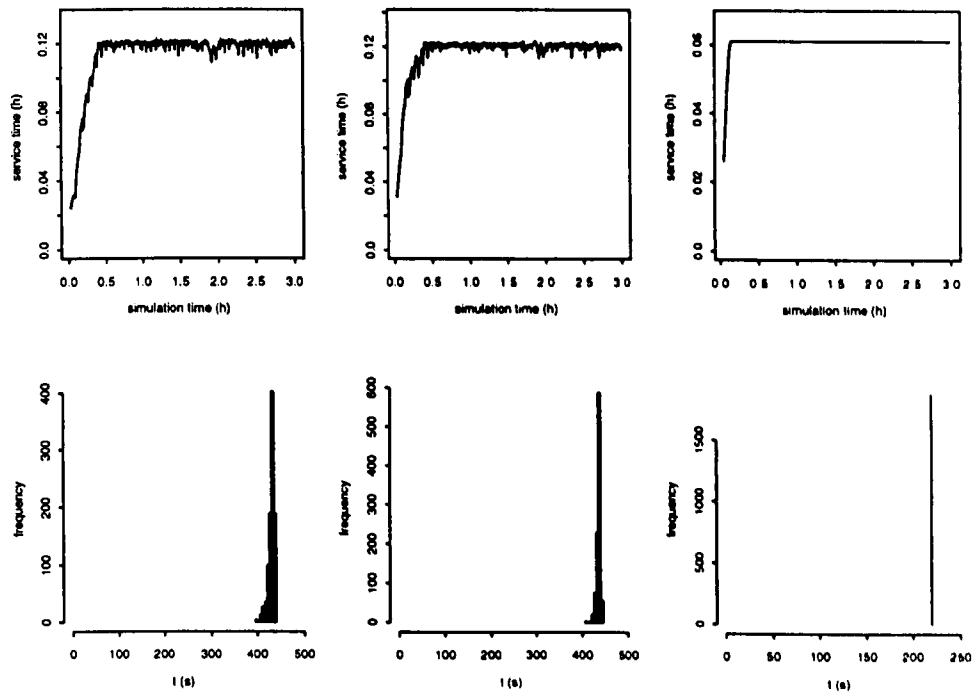 service time (h)
0.0 0.04 0.08 0.12
0.0 0.5 1.0 1.5 2.0 2.5 3.0
simulation time (h)
service time (h)
0.0 0.04 0.08 0.12
0.0 0.5 1.0 1.5 2.0 2.5 3.0
simulation time (h)
service time (h)
0.0 0.02 0.04 0.06
0.0 0.5 1.0 1.5 2.0 2.5 3.0
simulation time (h)
frequency
0 100 200 300 400
0 100 200 300 400 500
t (s)
frequency
0 100 200 300 400 500 600
0 100 200 300 400 500
t (s)
frequency
0 500 1000 1500
0 50 100 150 200 250
t (s)